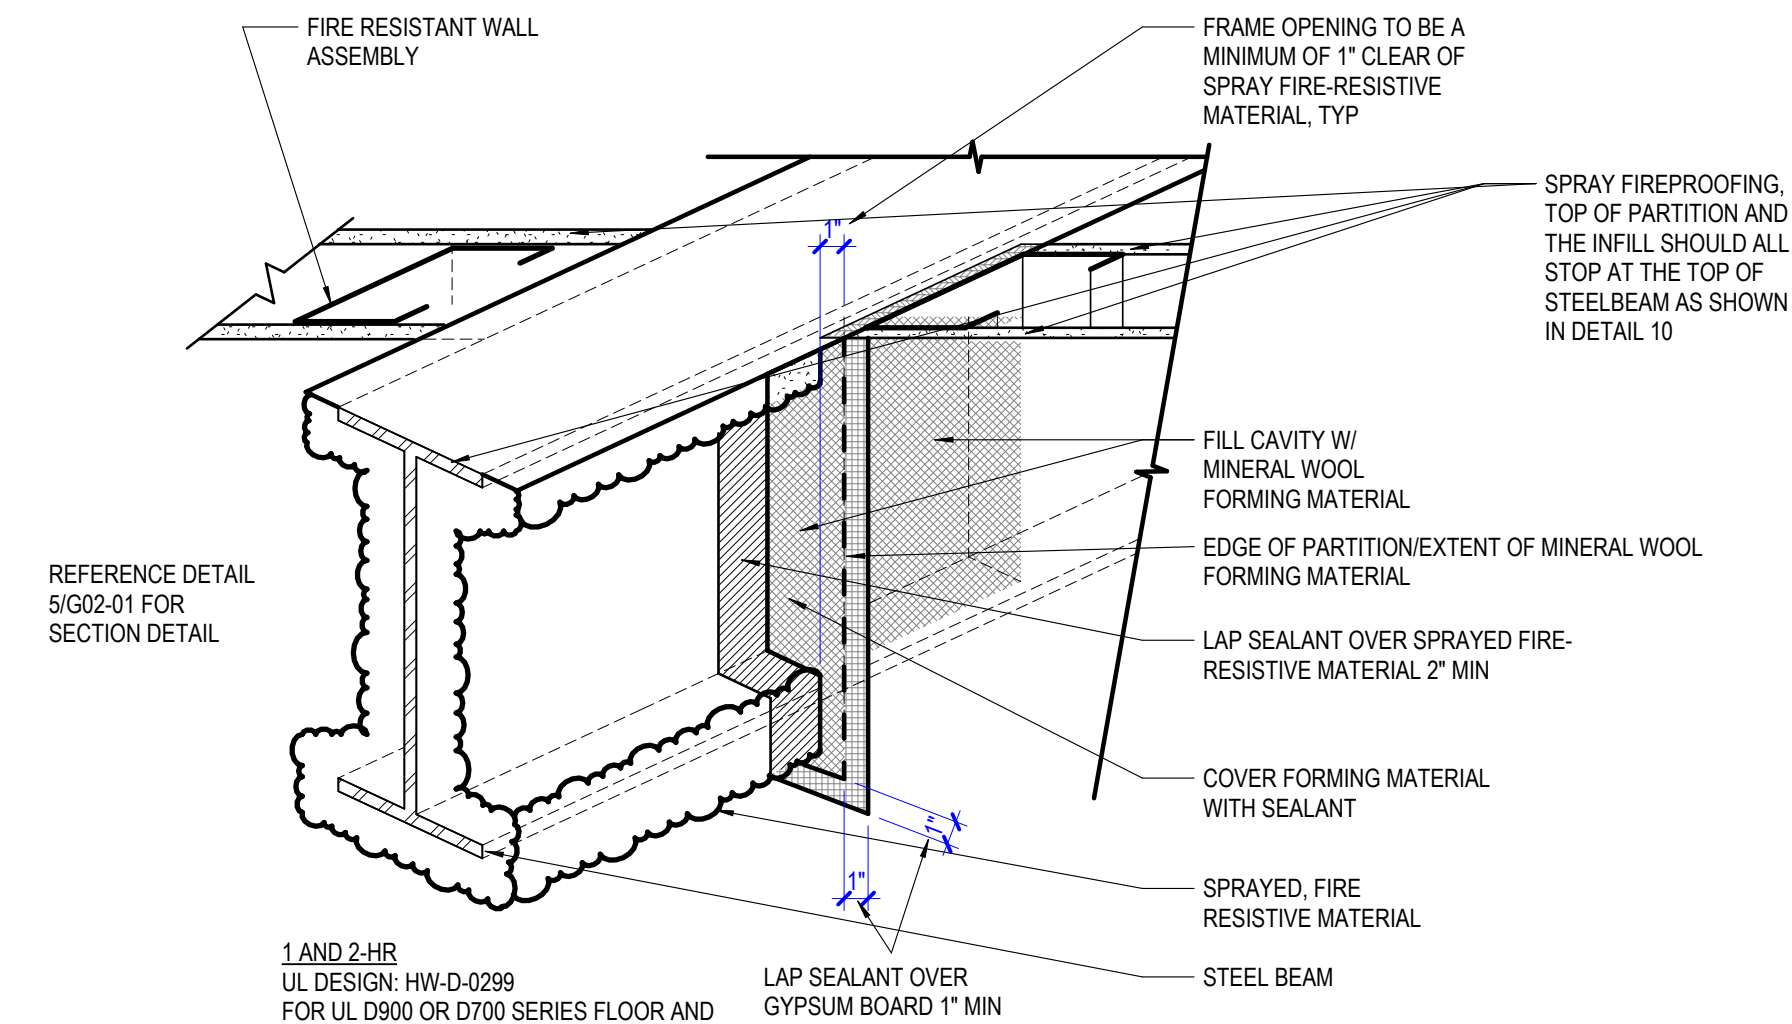 FIRE RESISTANT WALL
ASSEMBLY
FRAME OPENING TO BE A
MINIMUM OF 1" CLEAR OF
SPRAY FIRE-RESISTIVE
MATERIAL, TYP
SPRAY FIREPROOFING,
TOP OF PARTITION AND
THE INFILL SHOULD ALL
STOP AT THE TOP OF
STEELBEAM AS SHOWN
IN DETAIL 10
1"
FILL CAVITY W/
MINERAL WOOL
FORMING MATERIAL
EDGE OF PARTITION/EXTENT OF MINERAL WOOL
FORMING MATERIAL
REFERENCE DETAIL
5/G02-01 FOR
SECTION DETAIL
LAP SEALANT OVER SPRAYED FIRE-
RESISTIVE MATERIAL 2" MIN
COVER FORMING MATERIAL
WITH SEALANT
1"
1"
SPRAYED, FIRE
RESISTIVE MATERIAL
STEEL BEAM
1 AND 2-HR
UL DESIGN: HW-D-0299
FOR UL D900 OR D700 SERIES FLOOR AND
LAP SEALANT OVER
GYPSUM BOARD 1" MIN